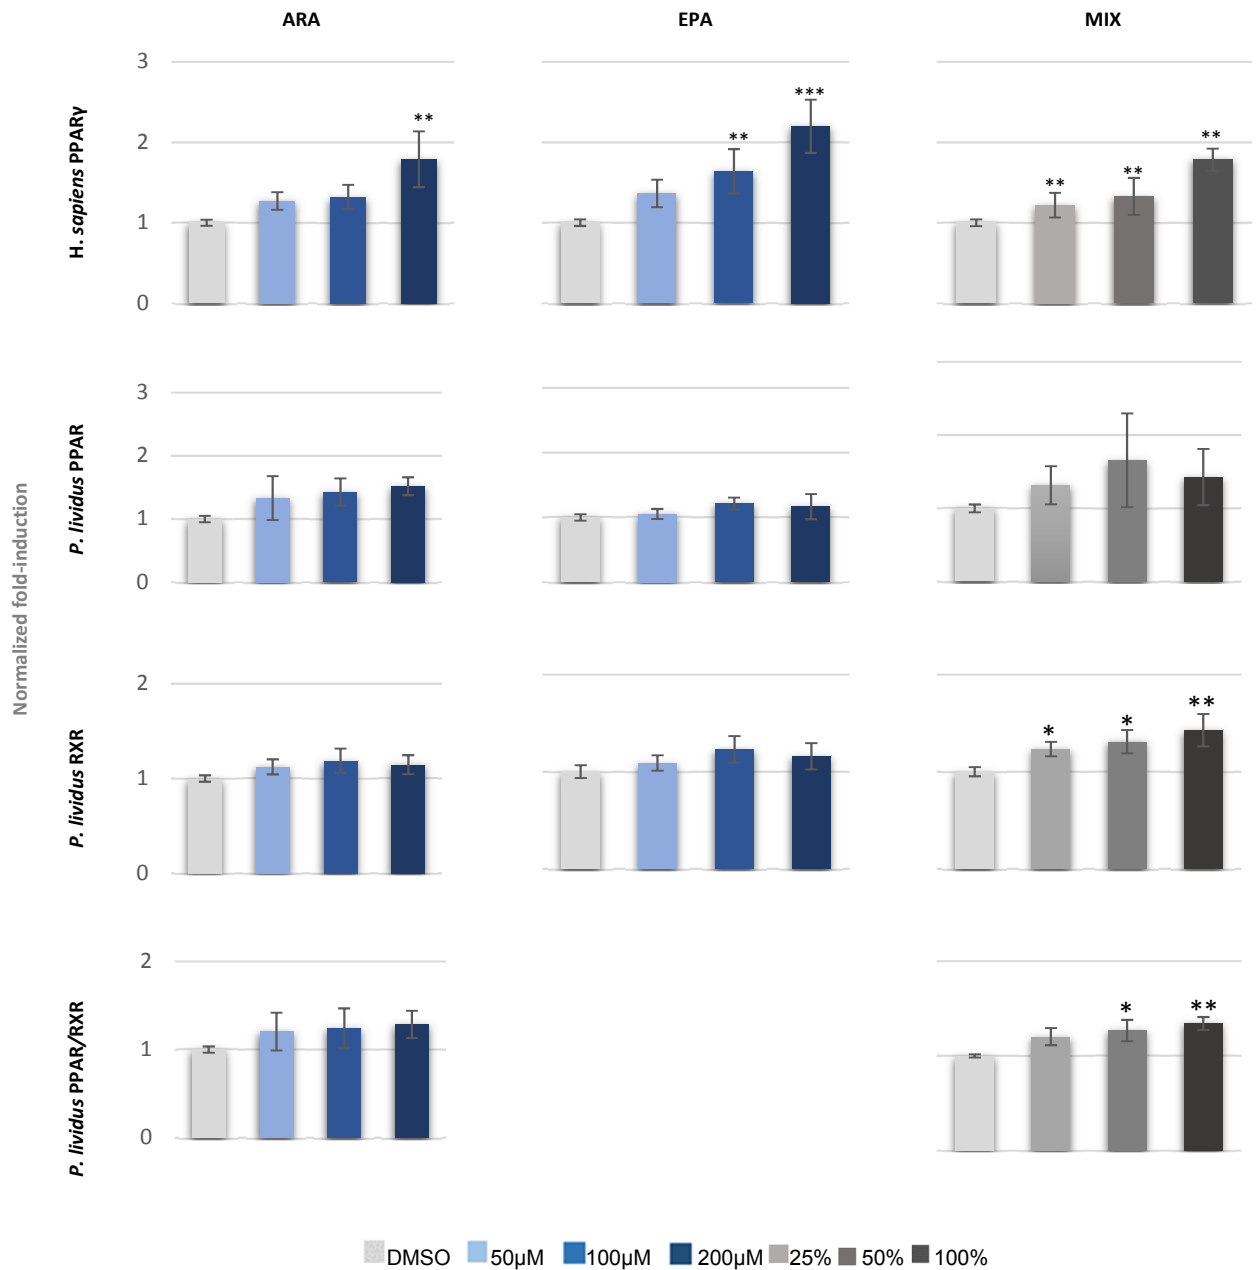 ARA EPA MIX
H. sapiens PPARγ
3
2
1
0
**
** ***
** ** **
P. lividus PPAR
3
2
1
0
Normalized fold-induction
P. lividus RXR
2
1
0
* * **
P. lividus PPAR/RXR
2
1
0
* **
DMSO 50µM 100µM 200µM 25% 50% 100%